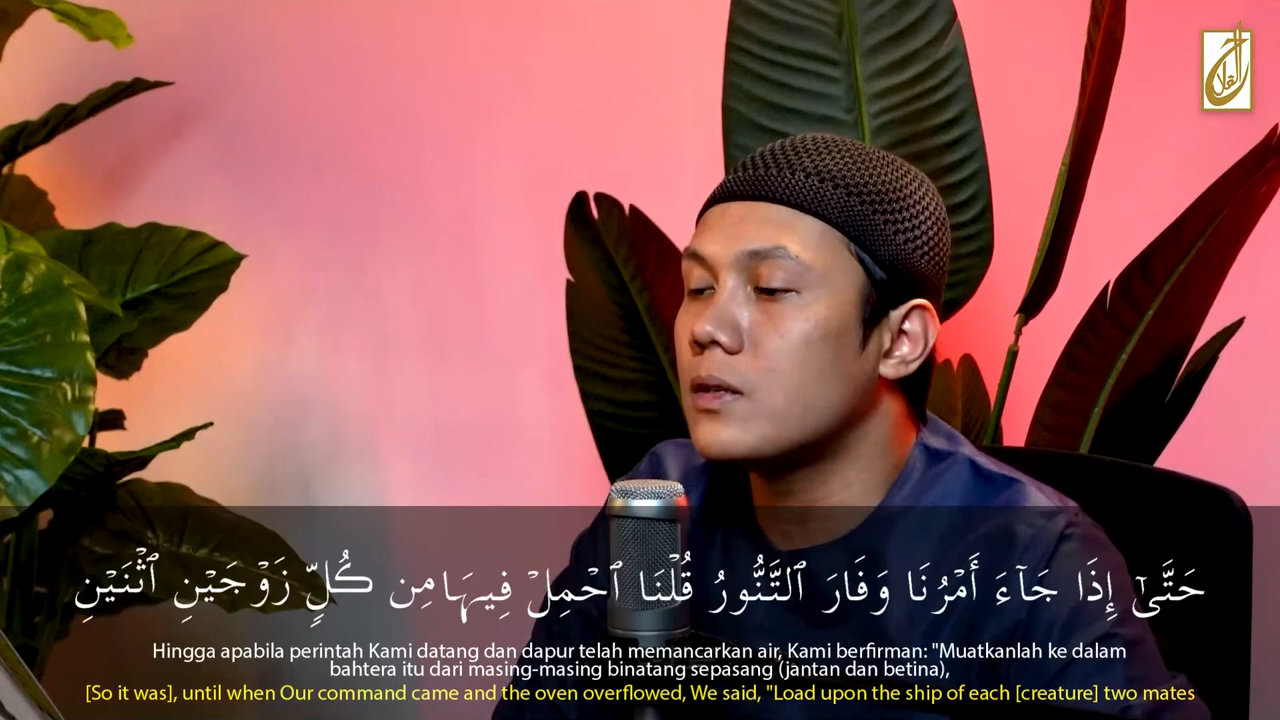 العلا
حَتَّىٰٓ إِذَا جَآءَ أَمْرُنَا وَفَارَ ٱلتَّنُّورُ قُلْنَا ٱحْمِلْ فِيهَا مِن كُلٍّ زَوْجَيْنِ ٱثْنَيْنِ
Hingga apabila perintah Kami datang dan dapur telah memancarkan air, Kami berfirman: "Muatkanlah ke dalam
bahtera itu dari masing-masing binatang sepasang (jantan dan betina),
[So it was], until when Our command came and the oven overflowed, We said, "Load upon the ship of each [creature] two mates